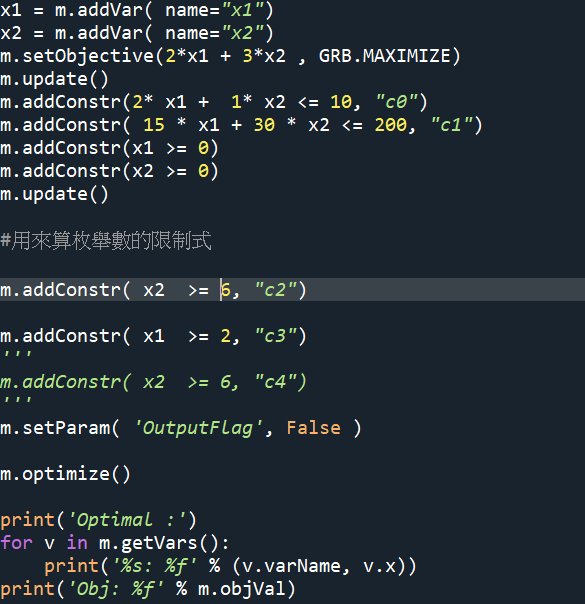 x1 = m.addVar( name="x1")
x2 = m.addVar( name="x2")
m.setObjective(2*x1 + 3*x2 , GRB.MAXIMIZE)
m.update()
m.addConstr(2* x1 +  1* x2 <= 10, "c0")
m.addConstr( 15 * x1 + 30 * x2 <= 200, "c1")
m.addConstr(x1 >= 0)
m.addConstr(x2 >= 0)
m.update()
#用來算枚舉數的限制式
m.addConstr( x2  >= 6, "c2")
m.addConstr( x1  >= 2, "c3")
'''
m.addConstr( x2  >= 6, "c4")
'''
m.setParam( 'OutputFlag', False )
m.optimize()
print('Optimal :')
for v in m.getVars():
    print('%s: %f' % (v.varName, v.x))
print('Obj: %f' % m.objVal)